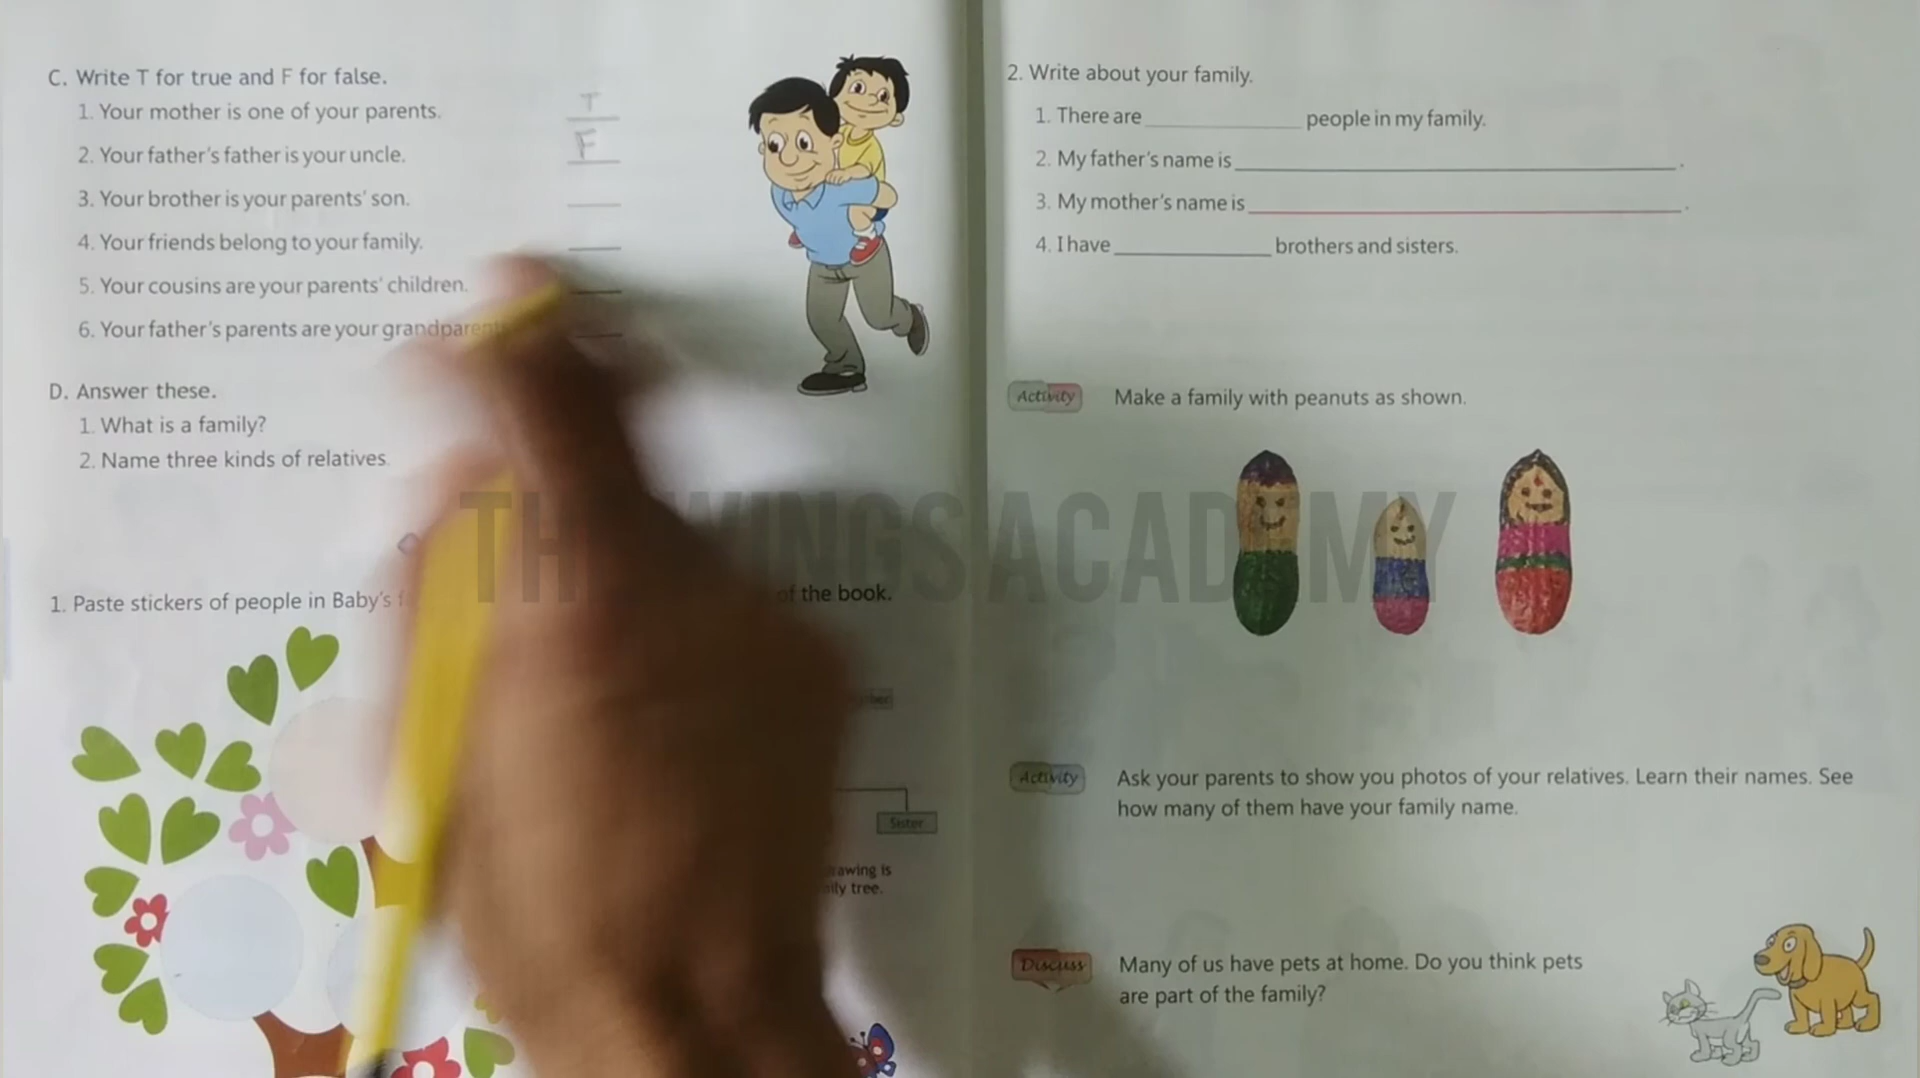 C. Write T for true and F for false.
1. Your mother is one of your parents. T
2. Your father's father is your uncle. F
3. Your brother is your parents' son.
4. Your friends belong to your family.
5. Your cousins are your parents' children.
6. Your father's parents are your grandparents
D. Answer these.
1. What is a family?
2. Name three kinds of relatives.
1. Paste stickers of people in Baby's of the book.
Sister
drawing is
family tree.
2. Write about your family.
1. There are people in my family.
2. My father's name is .
3. My mother's name is .
4. I have brothers and sisters.
Activity Make a family with peanuts as shown.
Activity Ask your parents to show you photos of your relatives. Learn their names. See
how many of them have your family name.
Discuss Many of us have pets at home. Do you think pets
are part of the family?
THE WINGS ACADEMY